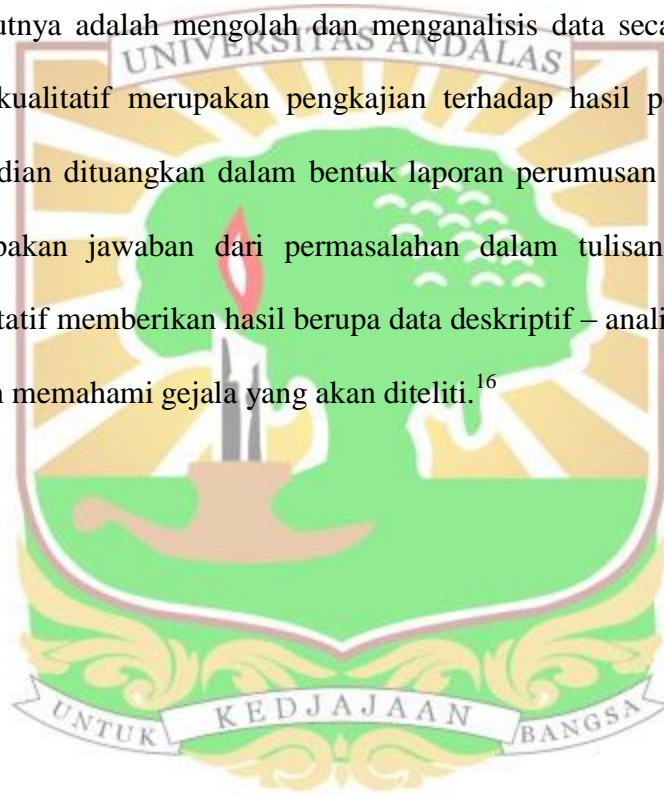 utnya adalah mengolah dan menganalisis data seca
UNIVERSITAS ANDALAS
kualitatif merupakan pengkajian terhadap hasil pe
dian dituangkan dalam bentuk laporan perumusan
pakan jawaban dari permasalahan dalam tulisan
tatif memberikan hasil berupa data deskriptif – anali
n memahami gejala yang akan diteliti.16
UNTUK KEDJAJAAN BANGSA